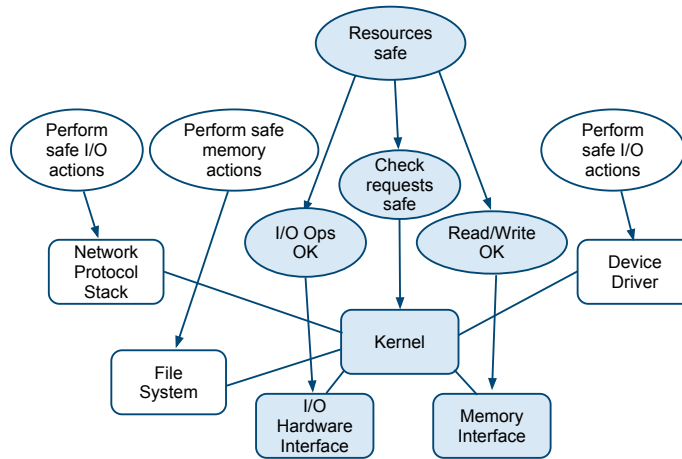 Resources
safe
Perform
safe I/O
actions
Perform safe
memory
actions
Check
requests
safe
Perform
safe I/O
actions
I/O Ops
OK
Read/Write
OK
Network
Protocol
Stack
Device
Driver
Kernel
File
System
I/O
Hardware
Interface
Memory
Interface